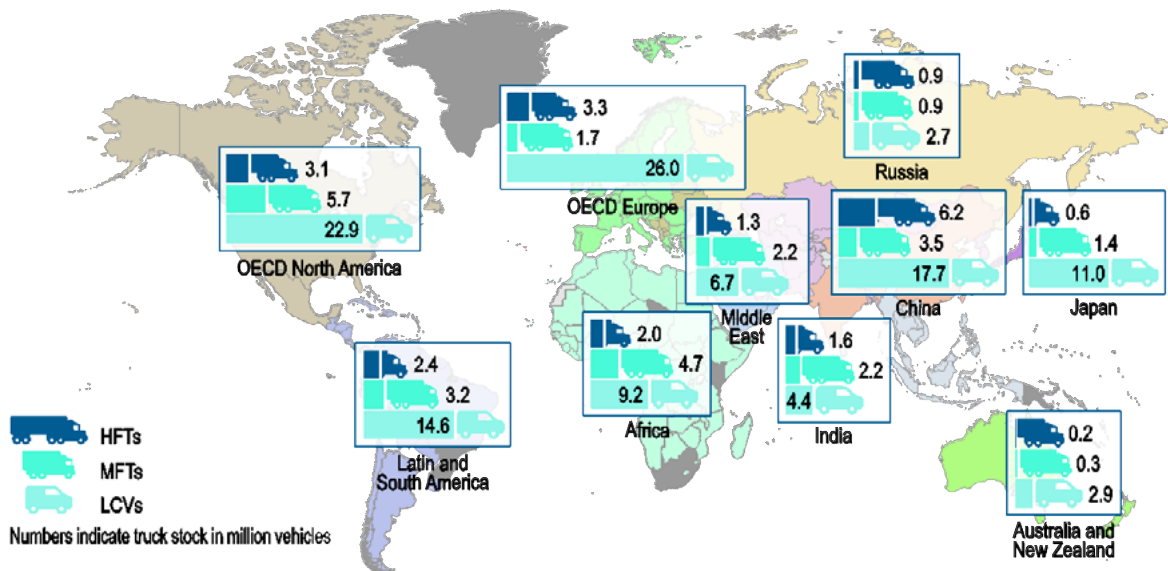 0.9
0.9
2.7
Russia
3.3
1.7
26.0
OECD Europe
3.1
5.7
22.9
OECD North America
1.3
2.2
6.7
Middle
East
6.2
3.5
17.7
China
0.6
1.4
11.0
Japan
2.0
4.7
9.2
Africa
1.6
2.2
4.4
India
2.4
3.2
14.6
Latin and
South America
0.2
0.3
2.9
Australia and
New Zealand
HFTs
MFTs
LCVs
Numbers indicate truck stock in million vehicles